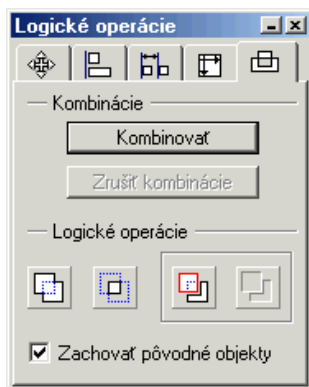 Logické operácie
Kombinácie
Kombinovať
Zrušiť kombinácie
Logické operácie
Zachovať pôvodné objekty